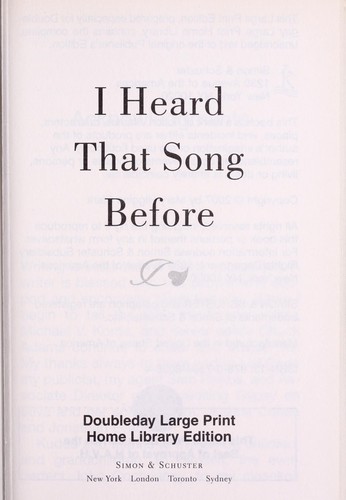 I Heard
That Song
Before
Doubleday Large Print
Home Library Edition
SIMON & SCHUSTER
New York London Toronto Sydney